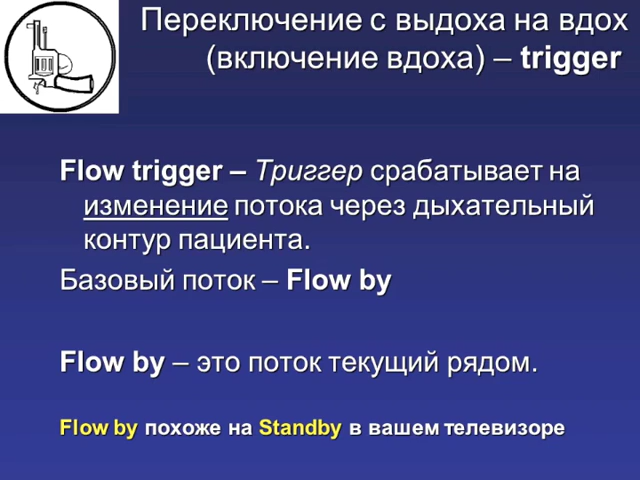 Переключение с выдоха на вдох
(включение вдоха) – trigger
Flow trigger – Триггер срабатывает на
изменение потока через дыхательный
контур пациента.
Базовый поток – Flow by
Flow by – это поток текущий рядом.
Flow by похоже на Standby в вашем телевизоре